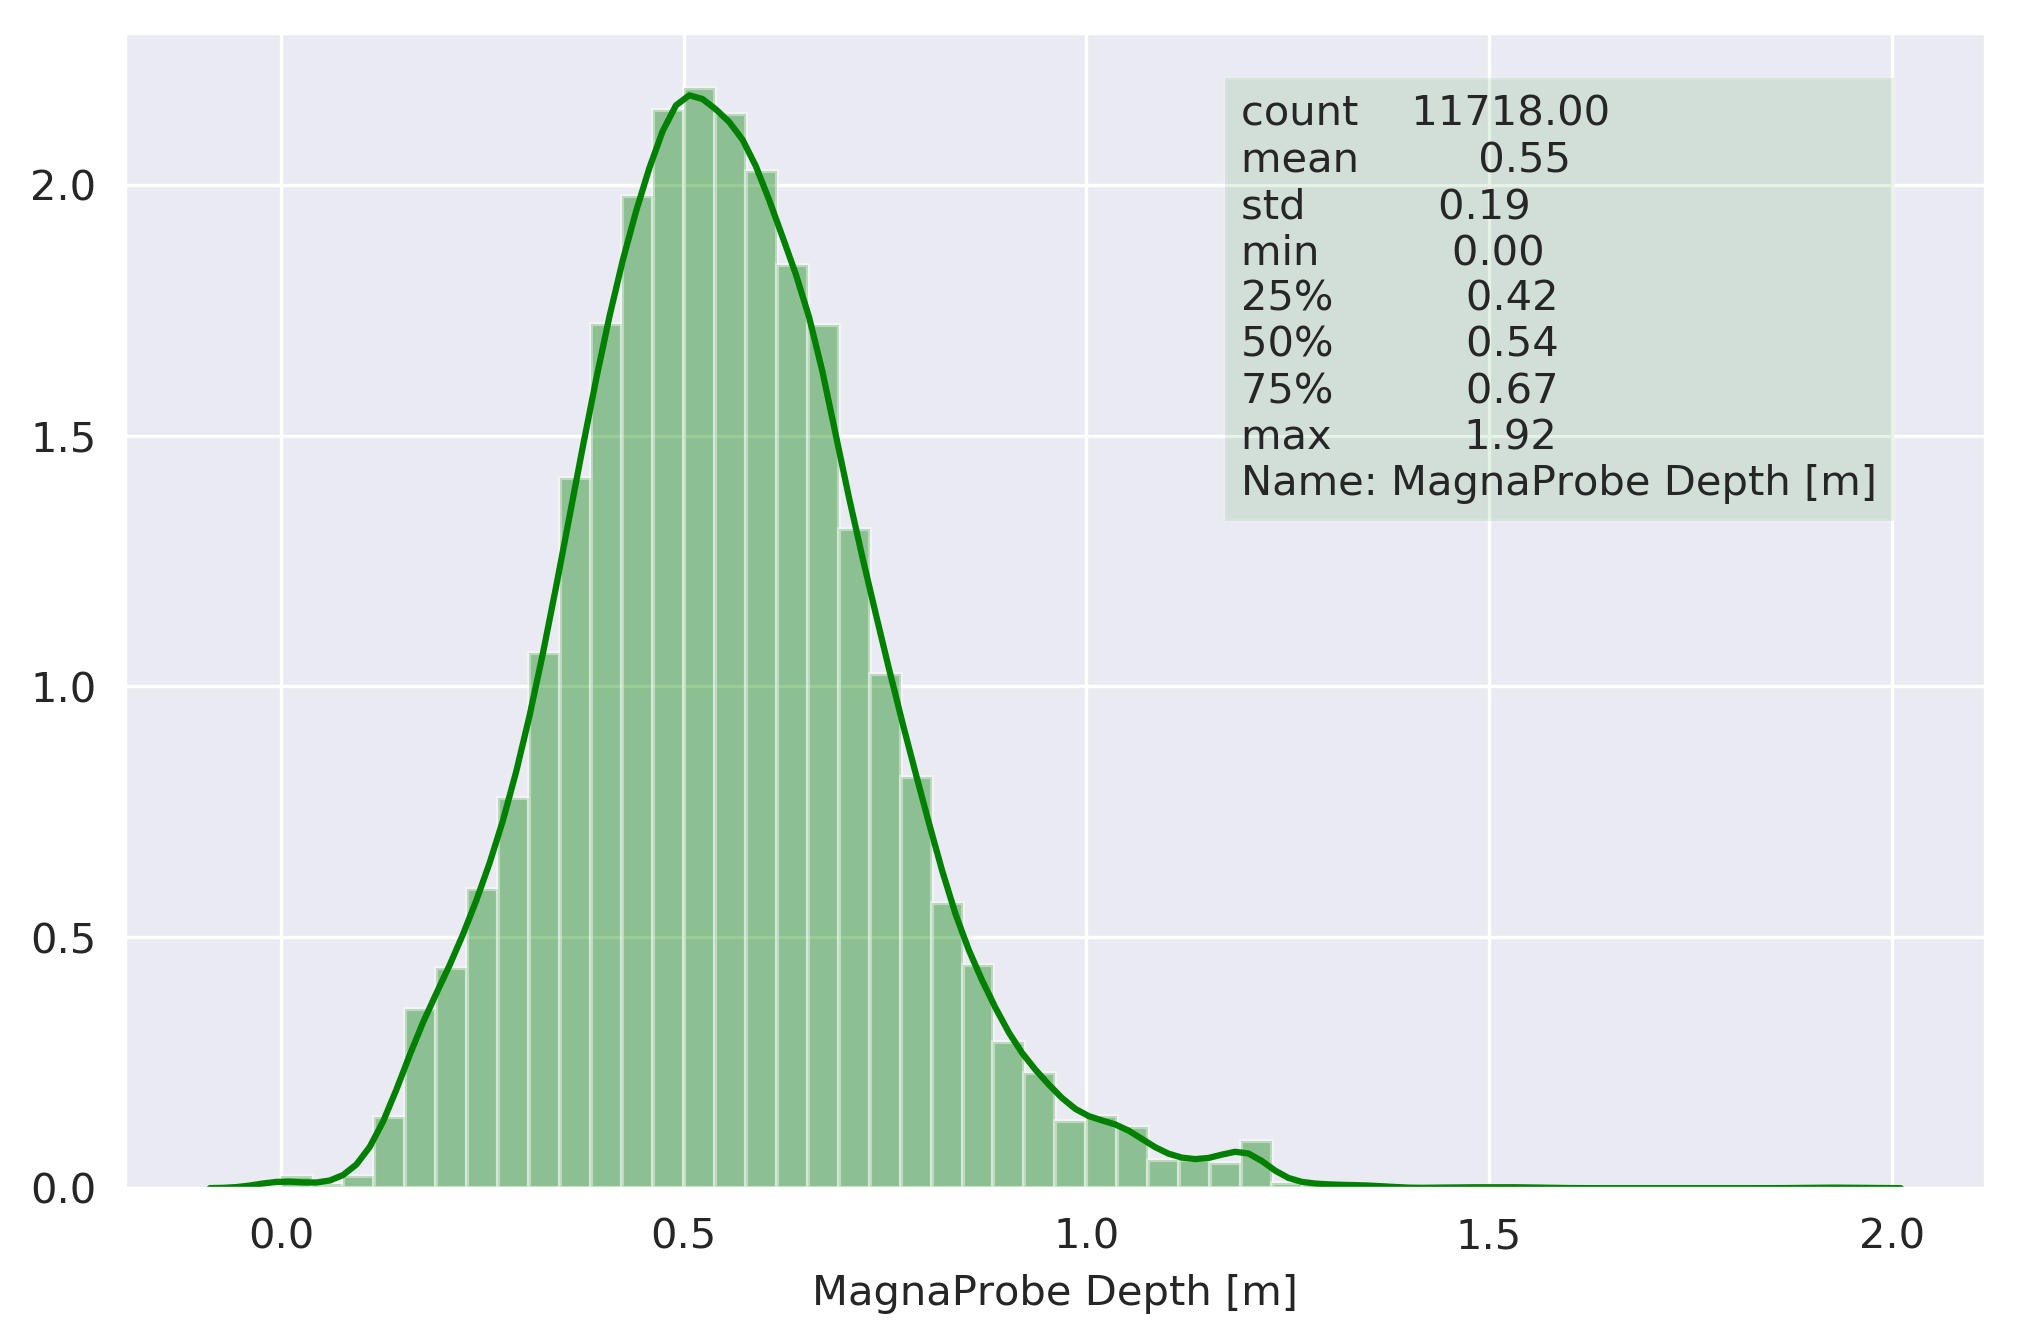 count 11718.00
mean 0.55
std 0.19
min 0.00
25% 0.42
50% 0.54
75% 0.67
max 1.92
Name: MagnaProbe Depth [m]
2.0
1.5
1.0
0.5
0.0
0.0 0.5 1.0 1.5 2.0
MagnaProbe Depth [m]